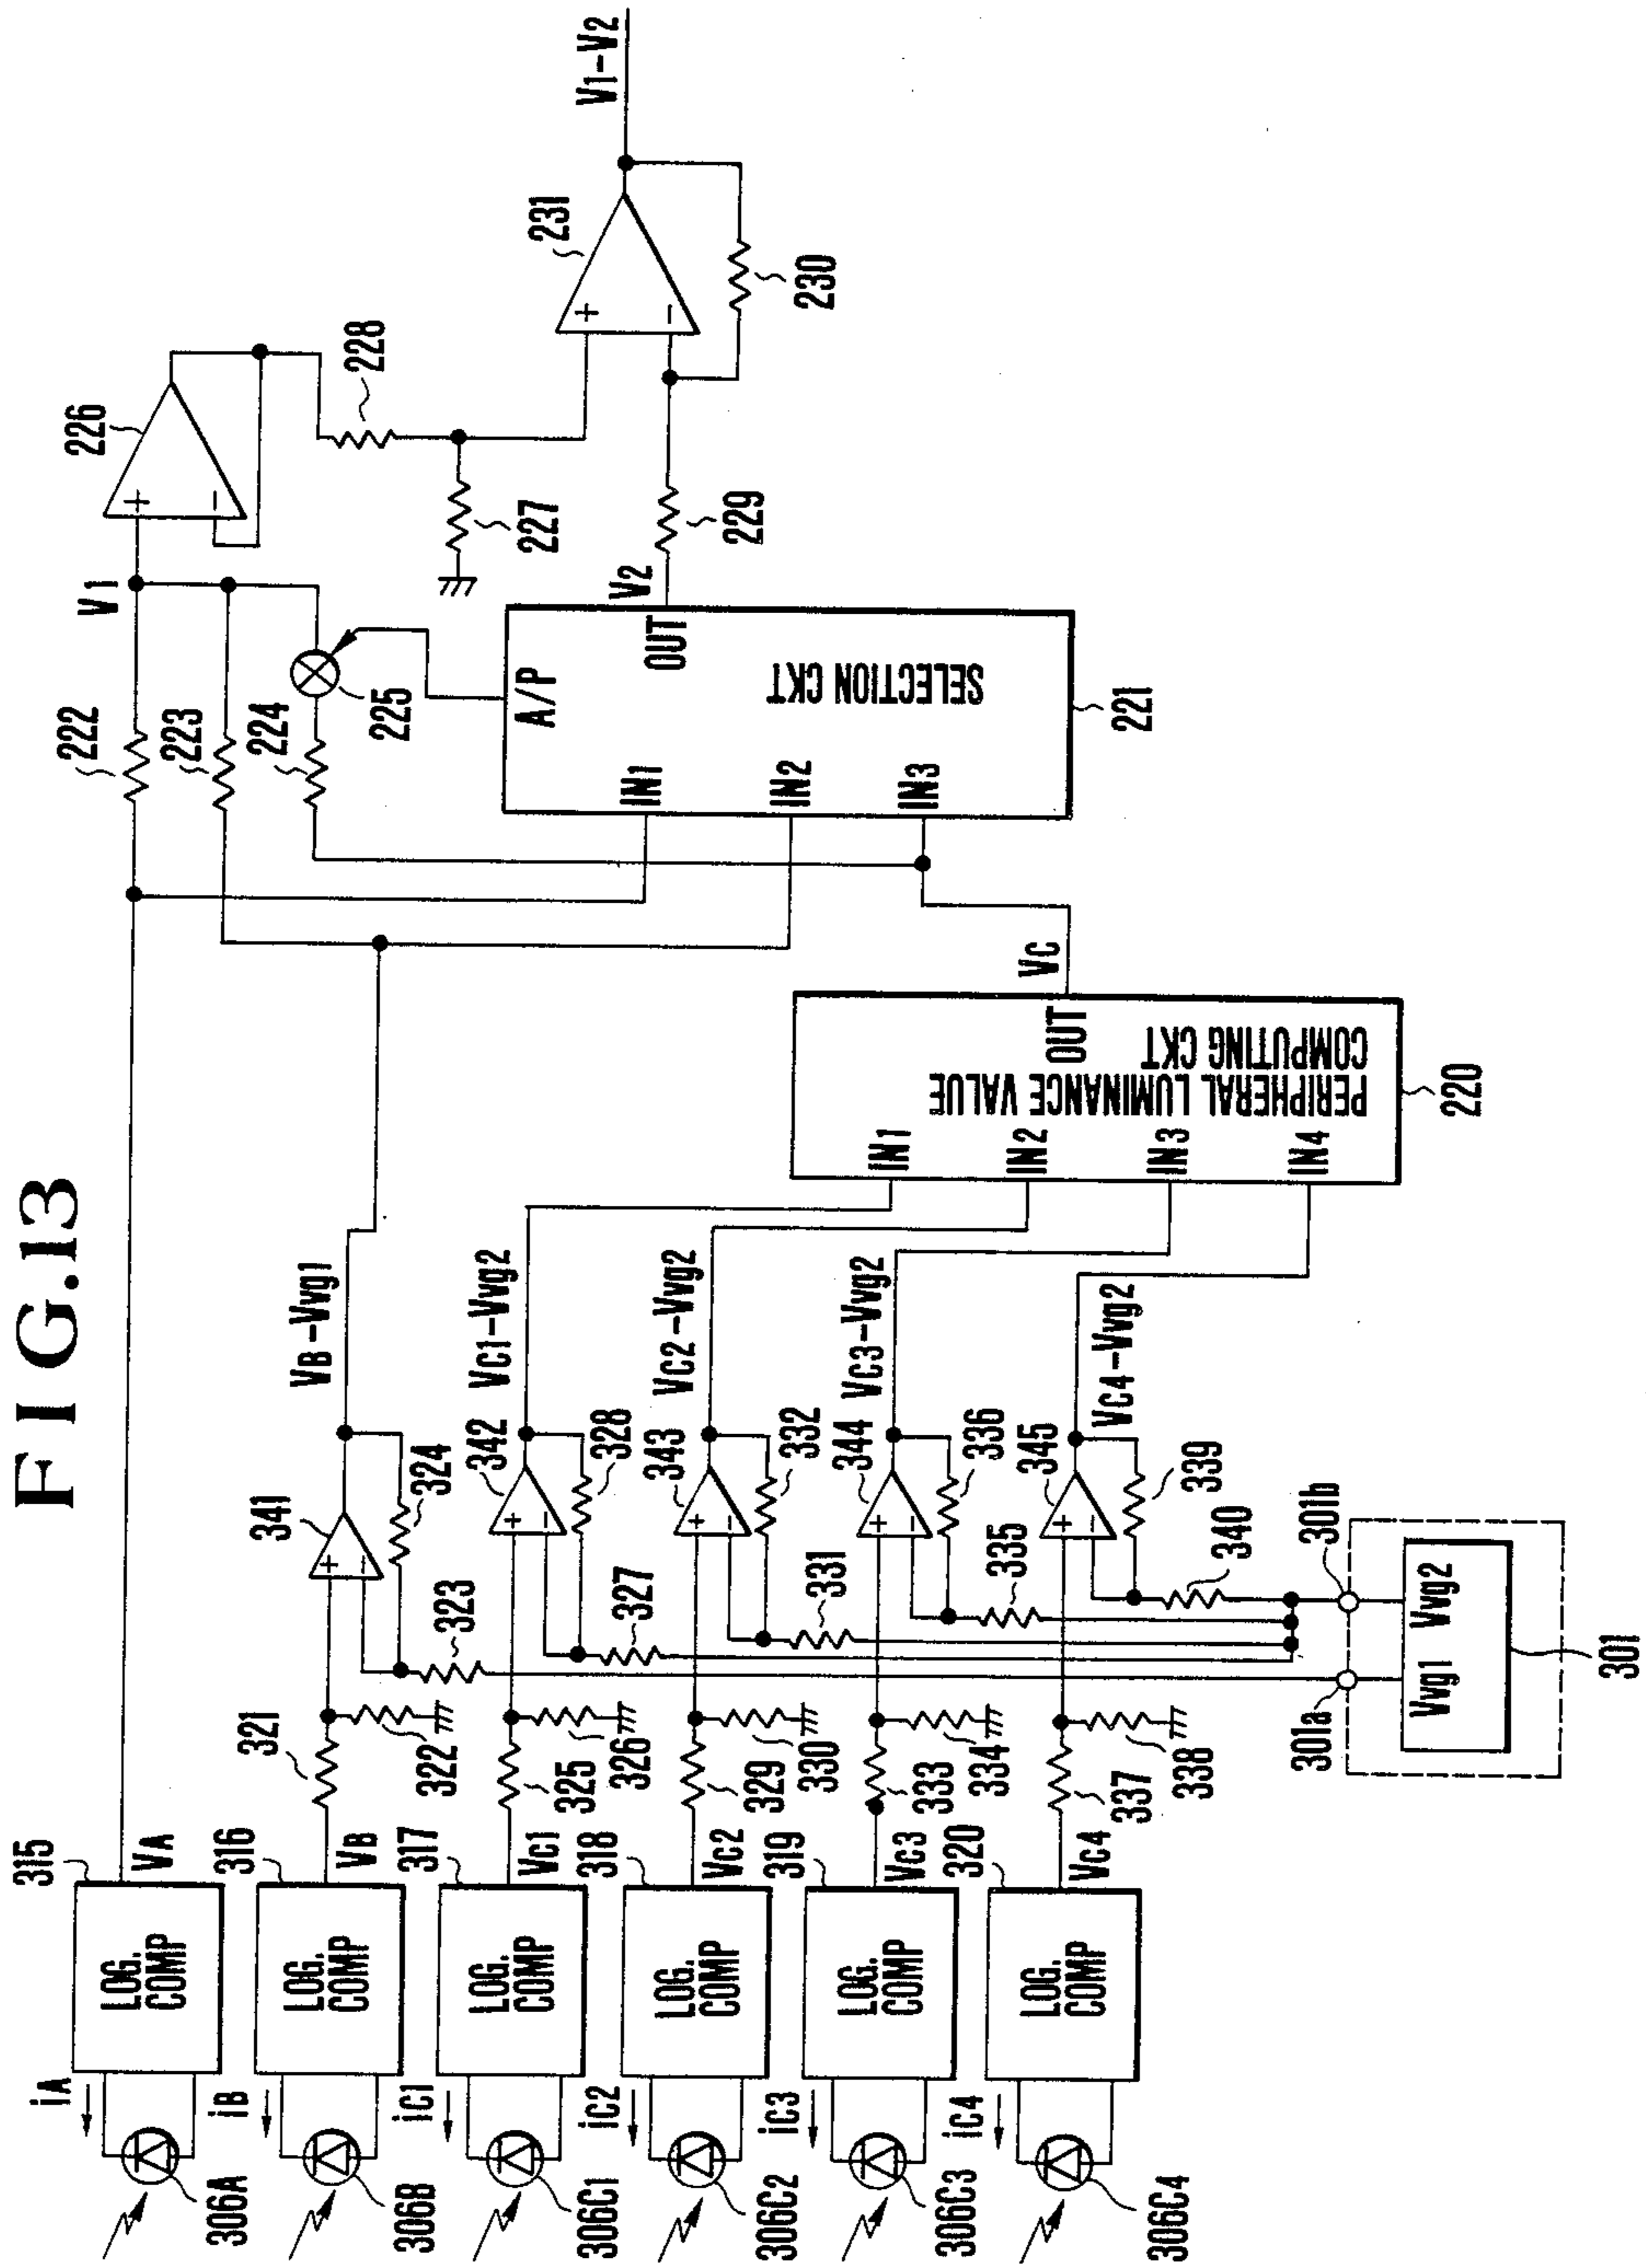 FIG.13
306A
iA
LOG.
COMP
315
VA
306B
iB
LOG.
COMP
316
VB
306C1
iC1
LOG.
COMP
317
VC1
306C2
iC2
LOG.
COMP
318
VC2
306C3
iC3
LOG.
COMP
319
VC3
306C4
iC4
LOG.
COMP
320
VC4
321
322
323
324
341
+
−
VB-Vvg1
325
326
327
328
342
+
−
VC1-Vvg2
329
330
331
332
343
+
−
VC2-Vvg2
333
334
335
336
344
+
−
VC3-Vvg2
337
338
340
339
345
+
−
VC4-Vvg2
301a
301b
Vvg1 Vvg2
301
IN1
IN2
IN3
IN4
PERIPHERAL LUMINANCE VALUE
COMPUTING CKT
OUT
220
VC
222
223
224
225
V1
IN1
IN2
IN3
A/P
SELECTION CKT
OUT
221
V2
226
+
−
227
228
229
230
231
+
−
V1-V2